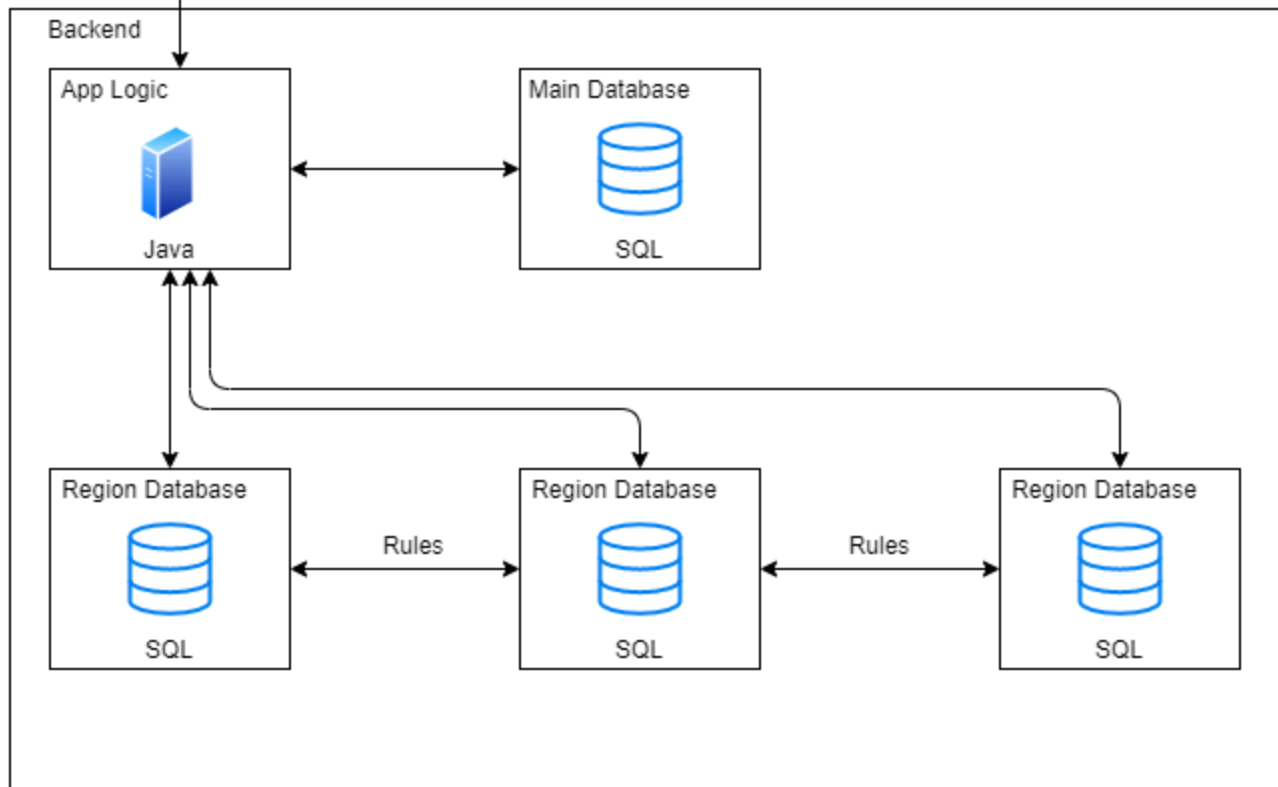 Backend
App Logic
Java
Main Database
SQL
Region Database
SQL
Rules
Region Database
SQL
Rules
Region Database
SQL